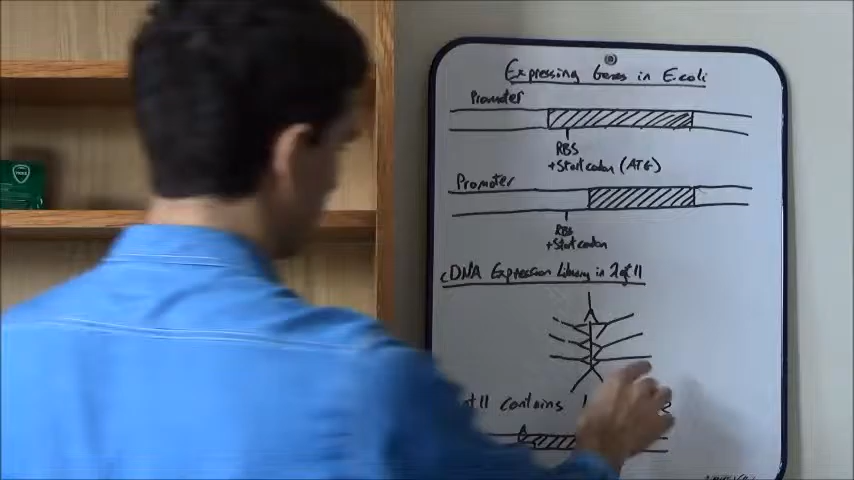 Expressing Genes in E.coli
Promoter
RBS
+Start codon (ATG)
Promoter
RBS
+Start codon
cDNA Expression Library in λgt11
contains